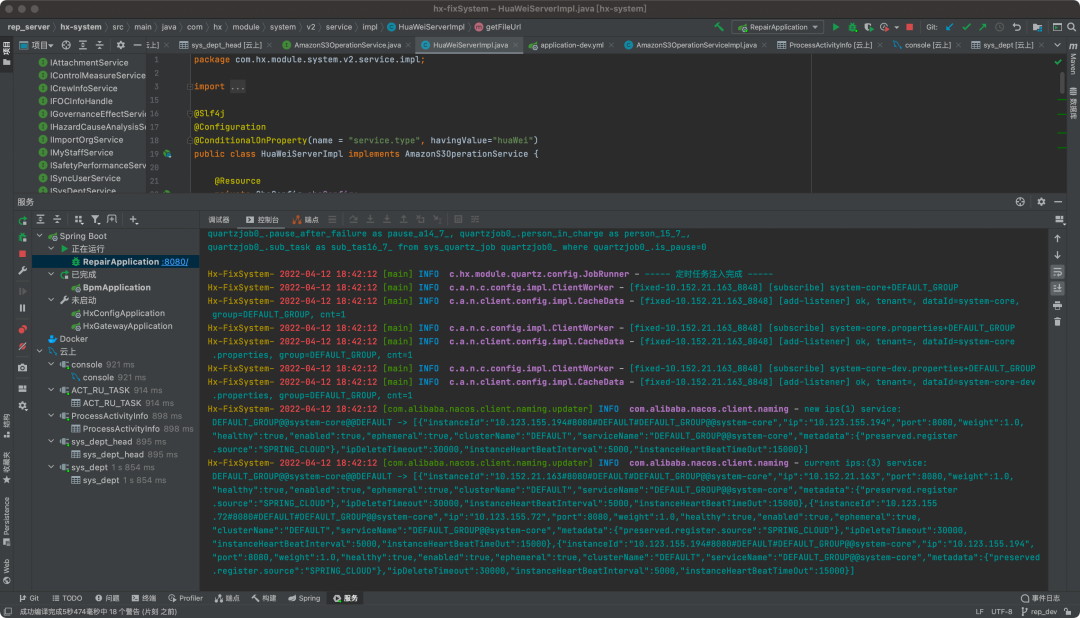 hx-fixSystem – HuaWeiServerImpl.java [hx-system]
rep_server › hx-system › src › main › java › com › hx › module › system › v2 › service › impl › HuaWeiServerImpl › getFileUrl
RepairApplication
Git:
项目
云上]
sys_dept_head [云上]
AmazonS3OperationService.java
HuaWeiServerImpl.java
application-dev.yml
AmazonS3OperationServiceImpl.java
ProcessActivityInfo [云上]
console [云上]
sys_dept [云上]
IAttachmentService
IControlMeasureService
ICrewInfoService
IFOCInfoHandle
IGovernanceEffectServic
IHazardCauseAnalysisSe
IImportOrgService
IMyStaffService
ISafetyPerformanceServ
ISyncUserService
ISysDeptService
1 package com.hx.module.system.v2.service.impl;
2
3 import ...
15
16 @Slf4j
17 @Configuration
18 @ConditionalOnProperty(name = "service.type", havingValue="huaWei")
19 public class HuaWeiServerImpl implements AmazonS3OperationService {
20
21 @Resource
Maven
数据库
服务
Spring Boot
正在运行
RepairApplication :8080/
已完成
BpmApplication
未启动
HxConfigApplication
HxGatewayApplication
Docker
云上
console 921 ms
console 921 ms
ACT_RU_TASK 914 ms
ACT_RU_TASK 914 ms
ProcessActivityInfo 898 ms
ProcessActivityInfo 898 ms
sys_dept_head 895 ms
sys_dept_head 895 ms
sys_dept 1 s 854 ms
sys_dept 1 s 854 ms
调试器
控制台
端点
quartzjob0_.pause_after_failure as pause_a14_7_, quartzjob0_.person_in_charge as person_15_7_,
quartzjob0_.sub_task as sub_tas16_7_ from sys_quartz_job quartzjob0_ where quartzjob0_.is_pause=0
Hx-FixSystem- 2022-04-12 18:42:12 [main] INFO c.hx.module.quartz.config.JobRunner - ----- 定时任务注入完成 -----
Hx-FixSystem- 2022-04-12 18:42:12 [main] INFO c.a.n.c.config.impl.ClientWorker - [fixed-10.152.21.163_8848] [subscribe] system-core+DEFAULT_GROUP
Hx-FixSystem- 2022-04-12 18:42:12 [main] INFO c.a.n.client.config.impl.CacheData - [fixed-10.152.21.163_8848] [add-listener] ok, tenant=, dataId=system-core,
group=DEFAULT_GROUP, cnt=1
Hx-FixSystem- 2022-04-12 18:42:12 [main] INFO c.a.n.c.config.impl.ClientWorker - [fixed-10.152.21.163_8848] [subscribe] system-core.properties+DEFAULT_GROUP
Hx-FixSystem- 2022-04-12 18:42:12 [main] INFO c.a.n.client.config.impl.CacheData - [fixed-10.152.21.163_8848] [add-listener] ok, tenant=, dataId=system-core
.properties, group=DEFAULT_GROUP, cnt=1
Hx-FixSystem- 2022-04-12 18:42:12 [main] INFO c.a.n.c.config.impl.ClientWorker - [fixed-10.152.21.163_8848] [subscribe] system-core-dev.properties+DEFAULT_GROUP
Hx-FixSystem- 2022-04-12 18:42:12 [main] INFO c.a.n.client.config.impl.CacheData - [fixed-10.152.21.163_8848] [add-listener] ok, tenant=, dataId=system-core-dev
.properties, group=DEFAULT_GROUP, cnt=1
Hx-FixSystem- 2022-04-12 18:42:12 [com.alibaba.nacos.client.naming.updater] INFO com.alibaba.nacos.client.naming - new ips(1) service:
DEFAULT_GROUP@@system-core@@DEFAULT -> [{"instanceId":"10.123.155.194#8080#DEFAULT#DEFAULT_GROUP@@system-core","ip":"10.123.155.194","port":8080,"weight":1.0,
"healthy":true,"enabled":true,"ephemeral":true,"clusterName":"DEFAULT","serviceName":"DEFAULT_GROUP@@system-core","metadata":{"preserved.register
.source":"SPRING_CLOUD"},"ipDeleteTimeout":30000,"instanceHeartBeatInterval":5000,"instanceHeartBeatTimeOut":15000}]
Hx-FixSystem- 2022-04-12 18:42:12 [com.alibaba.nacos.client.naming.updater] INFO com.alibaba.nacos.client.naming - current ips:(3) service:
DEFAULT_GROUP@@system-core@@DEFAULT -> [{"instanceId":"10.152.21.163#8080#DEFAULT#DEFAULT_GROUP@@system-core","ip":"10.152.21.163","port":8080,"weight":1.0,
"healthy":true,"enabled":true,"ephemeral":true,"clusterName":"DEFAULT","serviceName":"DEFAULT_GROUP@@system-core","metadata":{"preserved.register
.source":"SPRING_CLOUD"},"ipDeleteTimeout":30000,"instanceHeartBeatInterval":5000,"instanceHeartBeatTimeOut":15000},{"instanceId":"10.123.155
.72#8080#DEFAULT#DEFAULT_GROUP@@system-core","ip":"10.123.155.72","port":8080,"weight":1.0,"healthy":true,"enabled":true,"ephemeral":true,
"clusterName":"DEFAULT","serviceName":"DEFAULT_GROUP@@system-core","metadata":{"preserved.register.source":"SPRING_CLOUD"},"ipDeleteTimeout":30000,
"instanceHeartBeatInterval":5000,"instanceHeartBeatTimeOut":15000},{"instanceId":"10.123.155.194#8080#DEFAULT#DEFAULT_GROUP@@system-core","ip":"10.123.155.194",
"port":8080,"weight":1.0,"healthy":true,"enabled":true,"ephemeral":true,"clusterName":"DEFAULT","serviceName":"DEFAULT_GROUP@@system-core","metadata":{"preserved
.register.source":"SPRING_CLOUD"},"ipDeleteTimeout":30000,"instanceHeartBeatInterval":5000,"instanceHeartBeatTimeOut":15000}]
项目
结构
收藏夹
Persistence
Web
Git
TODO
问题
终端
Profiler
端点
构建
Spring
服务
事件日志
成功编译完成5秒474毫秒中 18 个警告 (片刻 之前)
LF
UTF-8
rep_dev